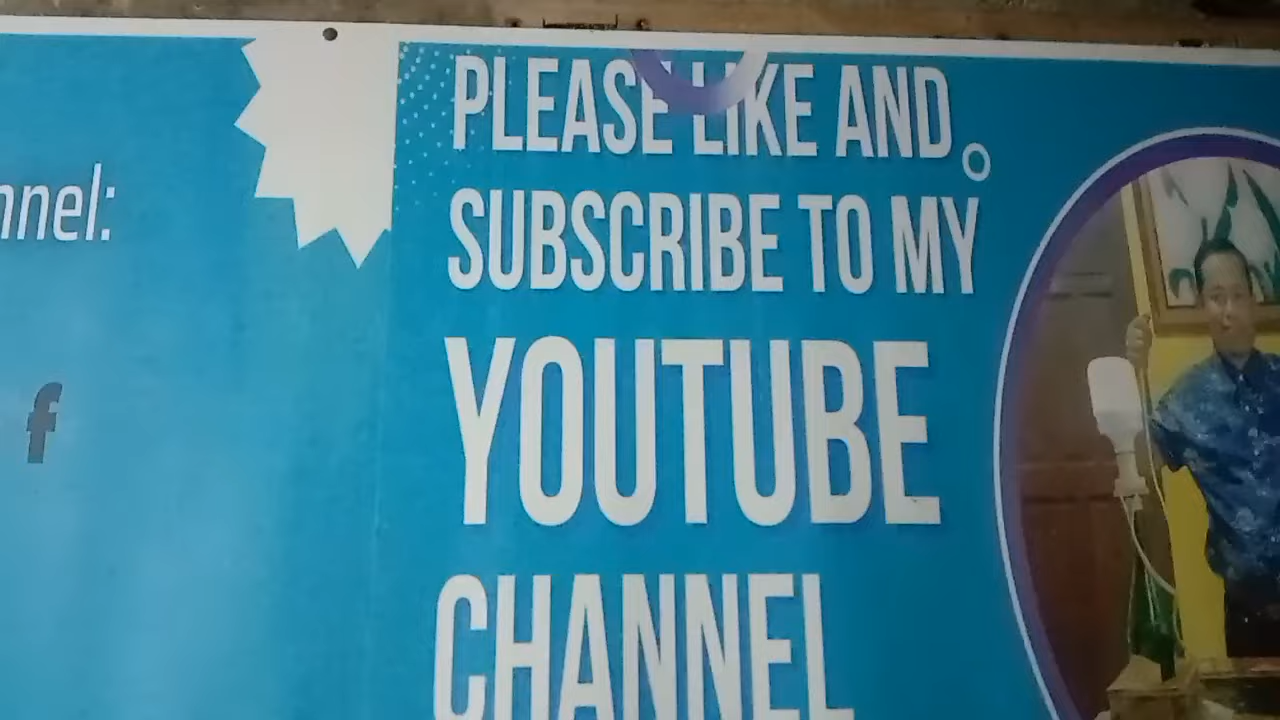 nnel:
f
PLEASE LIKE AND
SUBSCRIBE TO MY
YOUTUBE
CHANNEL